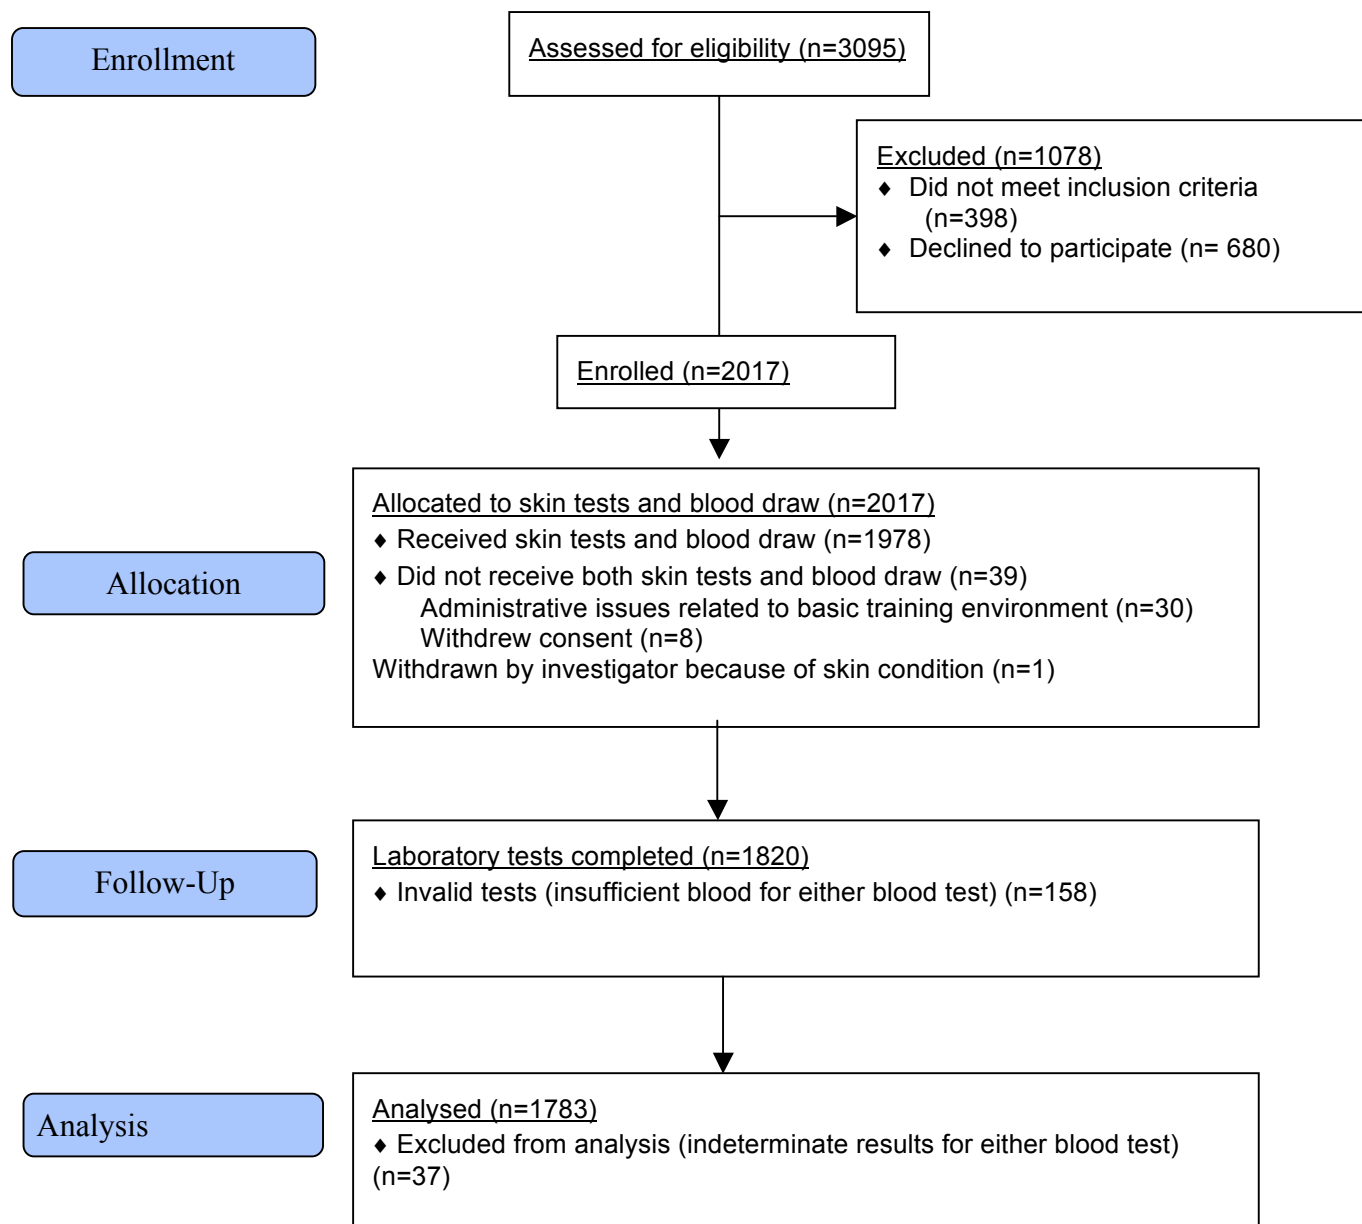 Enrollment
Assessed for eligibility (n=3095)
Excluded (n=1078)
♦ Did not meet inclusion criteria
(n=398)
♦ Declined to participate (n= 680)
Enrolled (n=2017)
Allocation
Allocated to skin tests and blood draw (n=2017)
♦ Received skin tests and blood draw (n=1978)
♦ Did not receive both skin tests and blood draw (n=39)
Administrative issues related to basic training environment (n=30)
Withdrew consent (n=8)
Withdrawn by investigator because of skin condition (n=1)
Follow-Up
Laboratory tests completed (n=1820)
♦ Invalid tests (insufficient blood for either blood test) (n=158)
Analysis
Analysed (n=1783)
♦ Excluded from analysis (indeterminate results for either blood test)
(n=37)